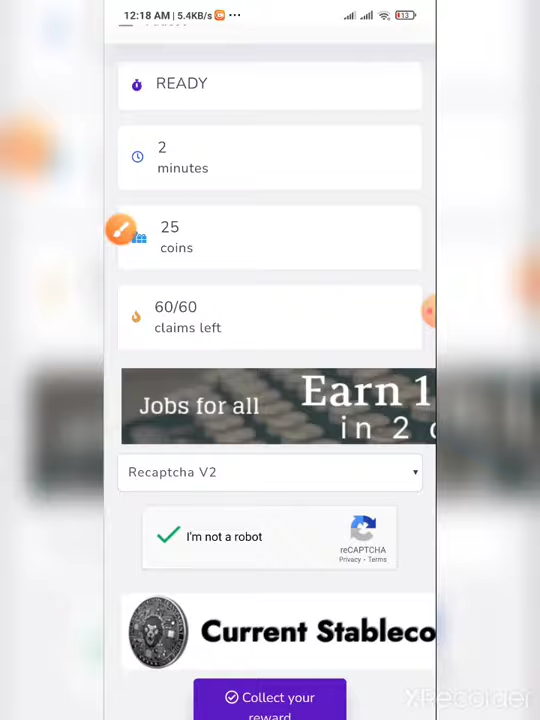 12:18 AM | 5.4KB/s ...
13
READY
2
minutes
25
coins
60/60
claims left
Jobs for all
Earn 1
in 2
Recaptcha V2
I'm not a robot
reCAPTCHA
Privacy - Terms
Current Stableco
Collect your
reward
XRecorder